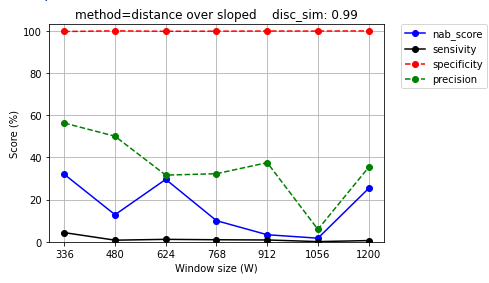 method=distance over sloped    disc_sim: 0.99
100
80
60
40
20
0
Score (%)
336 480 624 768 912 1056 1200
Window size (W)
nab_score
sensivity
specificity
precision